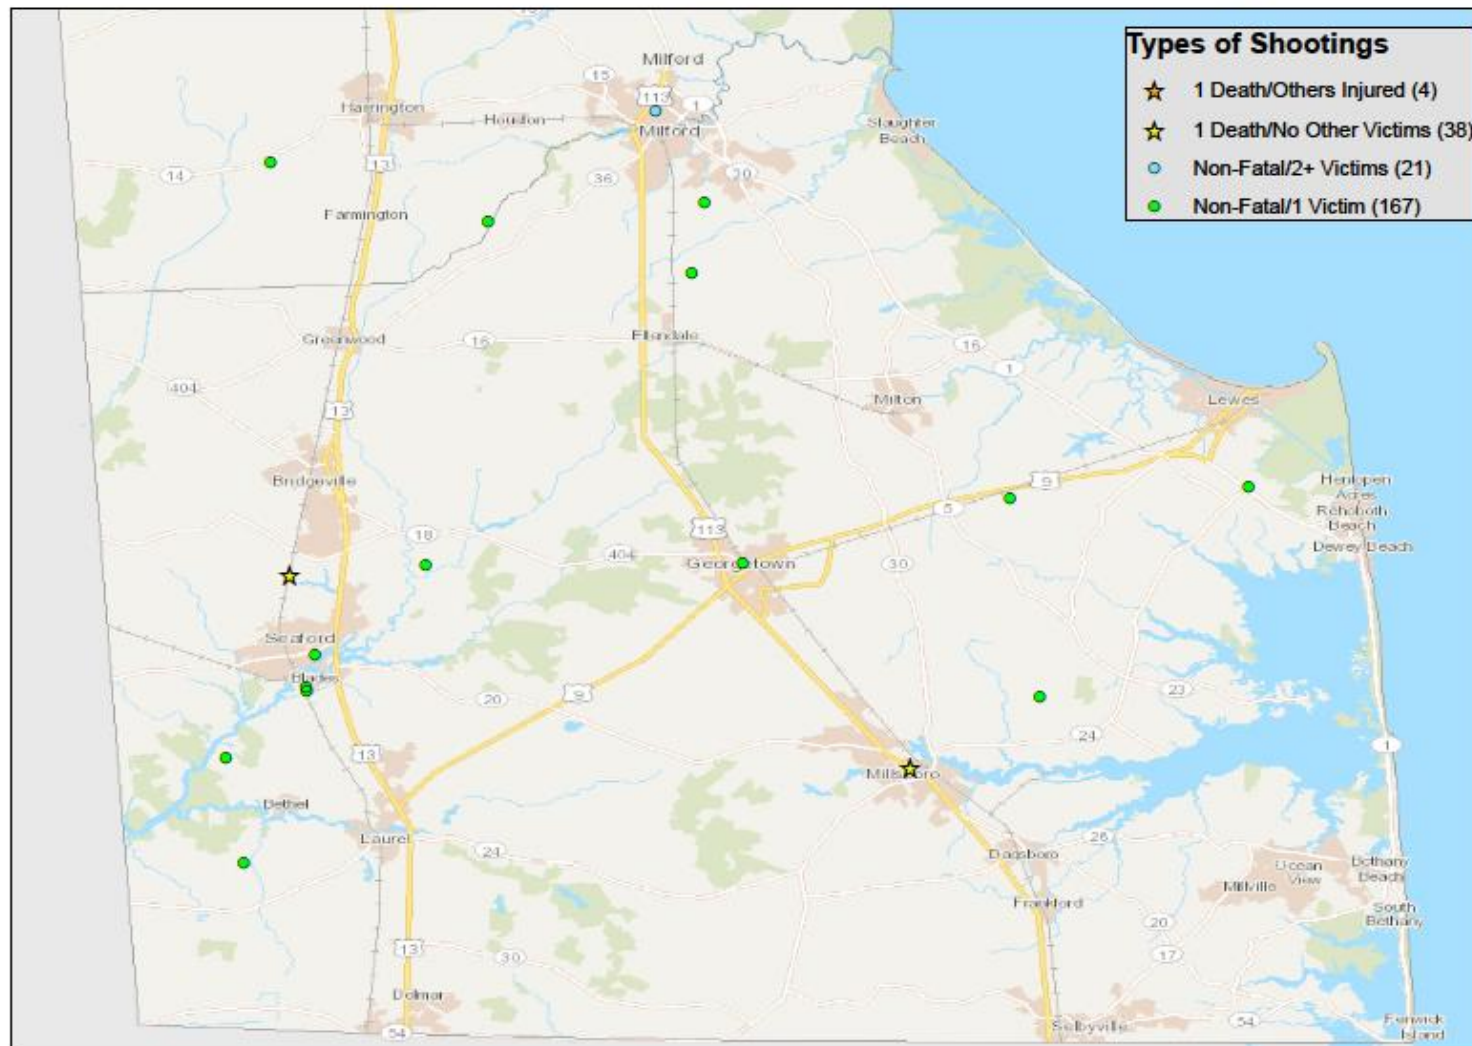 Types of Shootings
1 Death/Others Injured (4)
1 Death/No Other Victims (38)
Non-Fatal/2+ Victims (21)
Non-Fatal/1 Victim (167)
Milford
15
113
1
Harrington
Houston
Milford
Slaughter
Beach
13
14
36
30
Farmington
Greenwood
16
Ellendale
16
1
404
13
Milton
Lewes
Bridgeville
9
Henlopen
Acres
Rehoboth
Beach
Dewey Beach
5
113
18
404
Georgetown
30
Seaford
Blades
20
9
23
24
13
1
Millsboro
Bethel
Laurel
24
26
Dagsboro
Ocean
View
Bethany
Beach
Millville
Frankford
South
Bethany
20
13
30
17
Delmar
54
Selbyville
54
Fenwick
Island